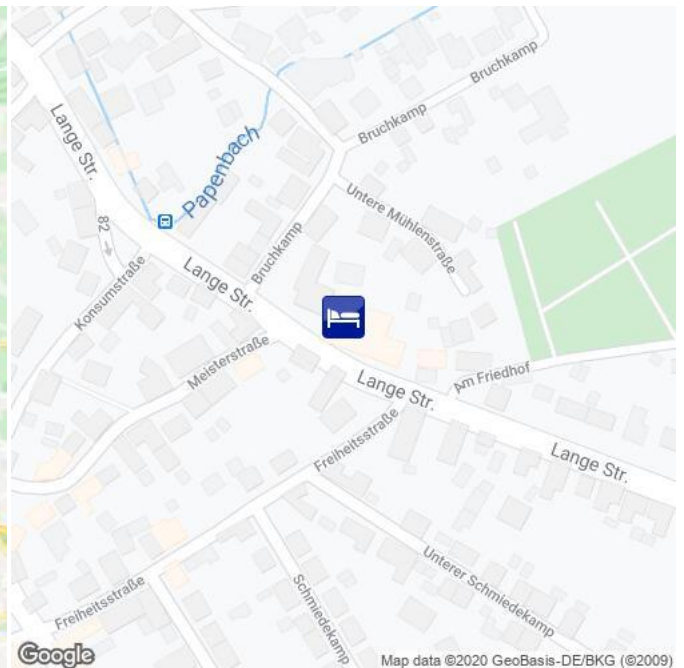 Bruchkamp
Bruchkamp
Lange Str.
Papenbach
Untere Mühlenstraße
82
Bruchkamp
Lange Str.
Konsumstraße
Meisterstraße
Am Friedhof
Lange Str.
Lange Str.
Freiheitsstraße
Unterer Schmiedekamp
Schmiedekamp
Freiheitsstraße
Google
Map data ©2020 GeoBasis-DE/BKG (©2009)